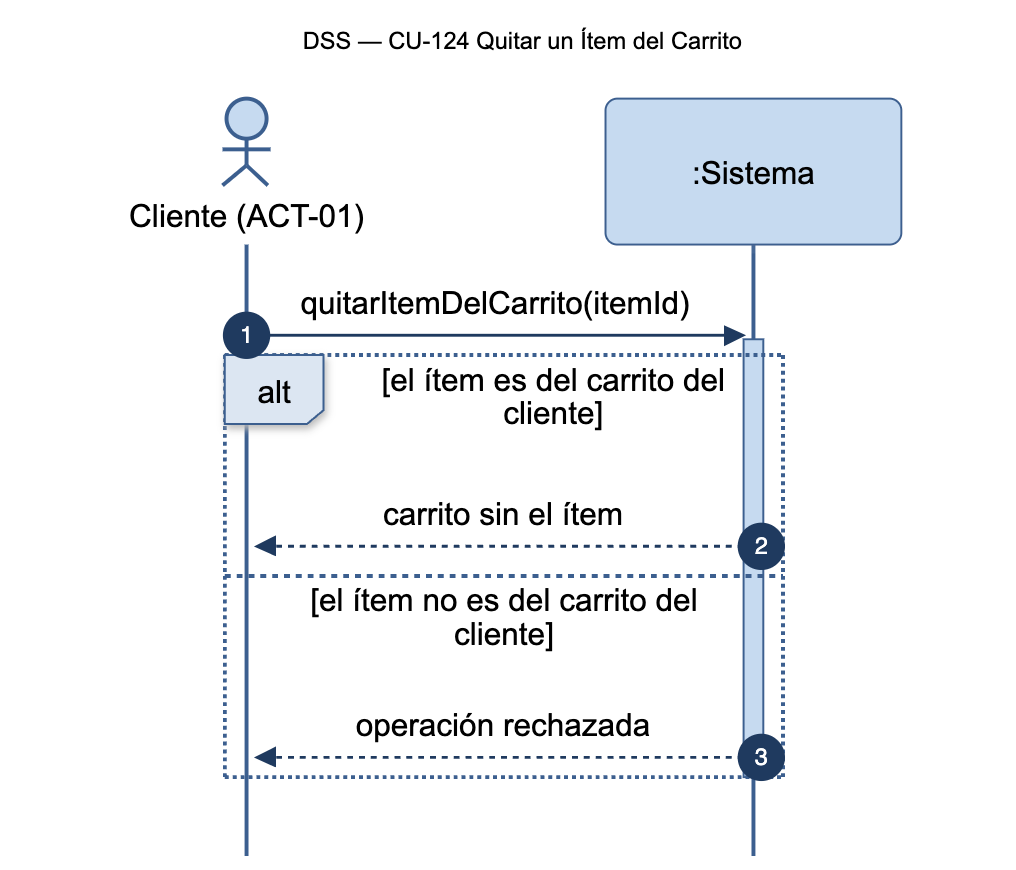 DSS — CU-124 Quitar un Ítem del Carrito
Cliente (ACT-01)
:Sistema
quitarItemDelCarrito(itemId)
1
alt
[el ítem es del carrito del
cliente]
carrito sin el ítem
2
[el ítem no es del carrito del
cliente]
operación rechazada
3